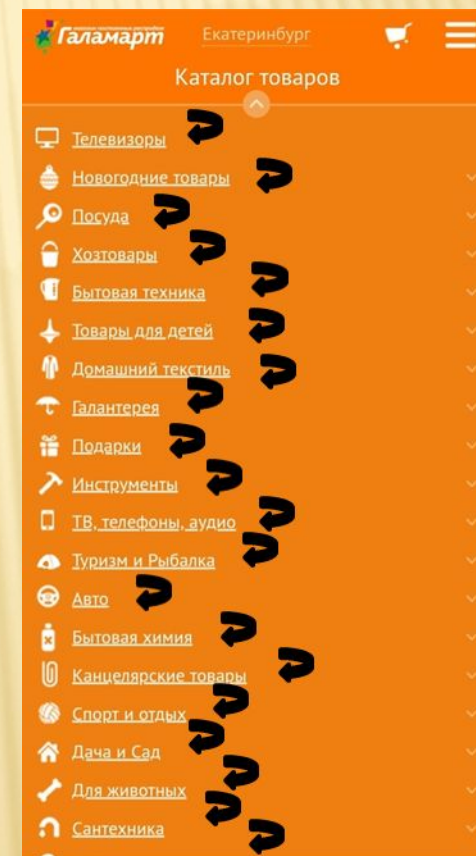 Галамарт
Екатеринбург
Каталог товаров
Телевизоры
Новогодние товары
Посуда
Хозтовары
Бытовая техника
Товары для детей
Домашний текстиль
Галантерея
Подарки
Инструменты
ТВ, телефоны, аудио
Туризм и Рыбалка
Авто
Бытовая химия
Канцелярские товары
Спорт и отдых
Дача и Сад
Для животных
Сантехника